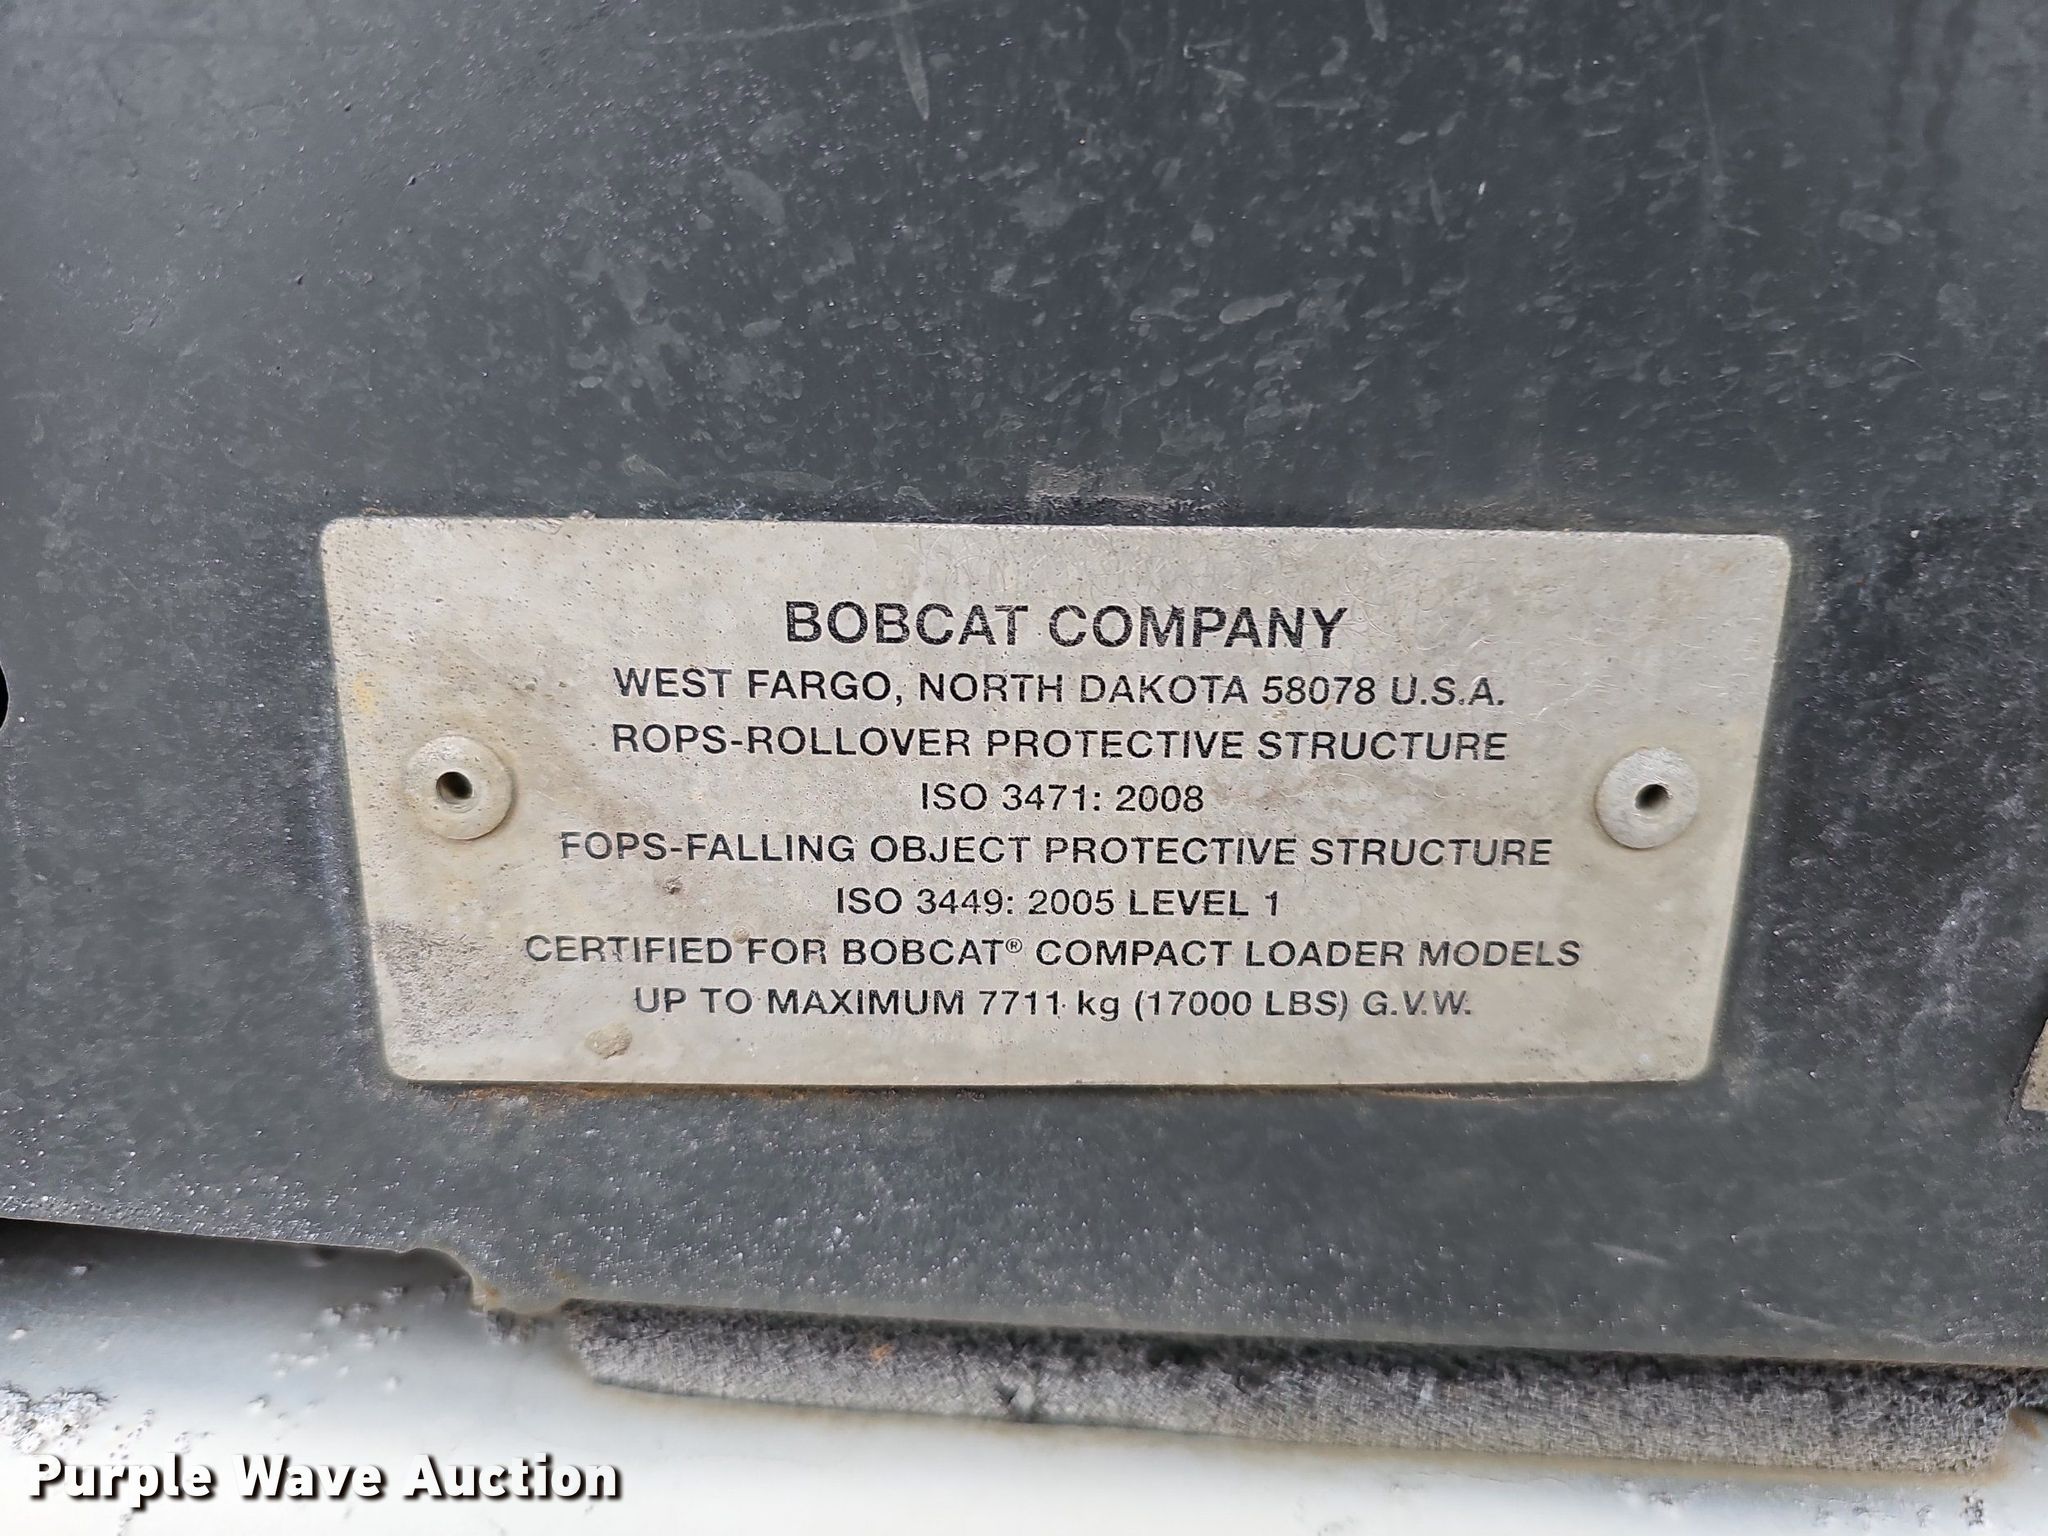 BOBCAT COMPANY
WEST FARGO, NORTH DAKOTA 58078 U.S.A.
ROPS-ROLLOVER PROTECTIVE STRUCTURE
ISO 3471: 2008
FOPS-FALLING OBJECT PROTECTIVE STRUCTURE
ISO 3449: 2005 LEVEL 1
CERTIFIED FOR BOBCAT® COMPACT LOADER MODELS
UP TO MAXIMUM 7711 kg (17000 LBS) G.V.W.
Purple Wave Auction